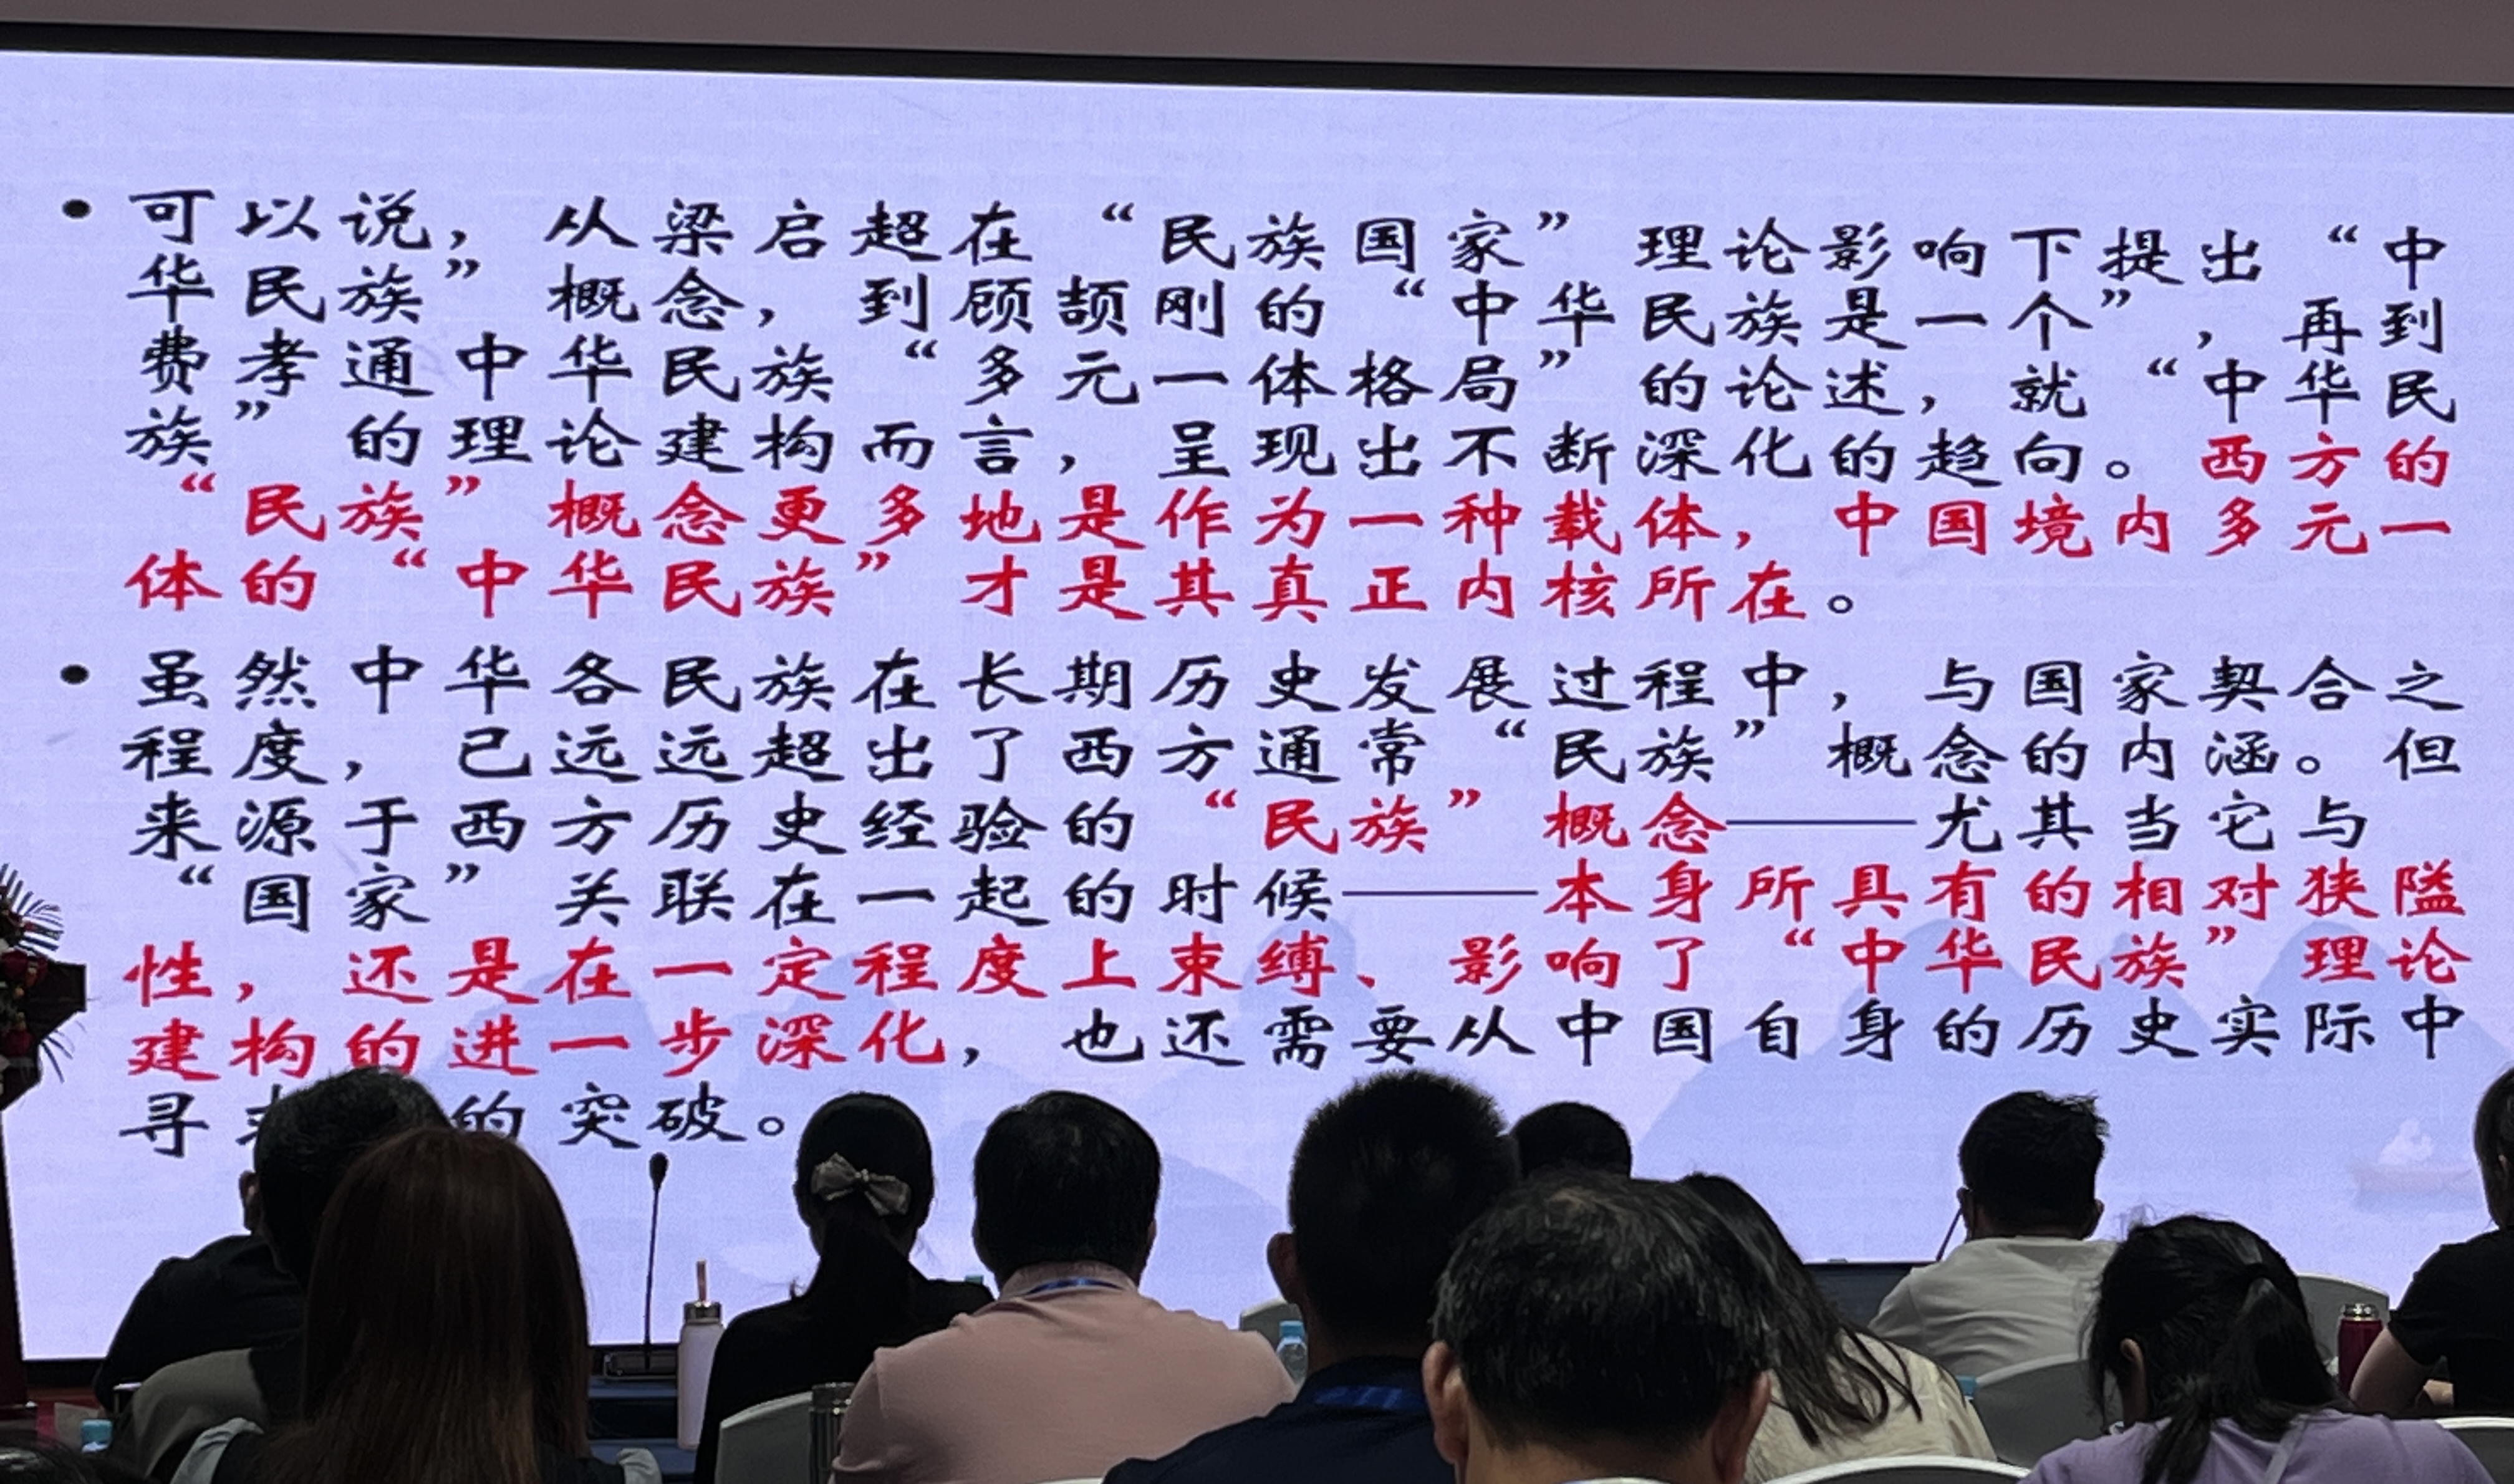 • 可以说，从梁启超在“民族国家”理论影响下提出“中
华民族”概念，到顾颉刚的“中华民族是一个”，再到
费孝通中华民族“多元一体格局”的论述，就“中华民
族”的理论建构而言，呈现出不断深化的趋向。西方的
“民族”概念更多地是作为一种载体，中国境内多元一
体的“中华民族”才是其真正内核所在。
• 虽然中华各民族在长期历史发展过程中，与国家契合之
程度，已远远超出了西方通常“民族”概念的内涵。但
来源于西方历史经验的“民族”概念——尤其当它与
“国家”关联在一起的时候——本身所具有的相对狭隘
性，还是在一定程度上束缚、影响了“中华民族”理论
建构的进一步深化，也还需要从中国自身的历史实际中
寻 的突破。